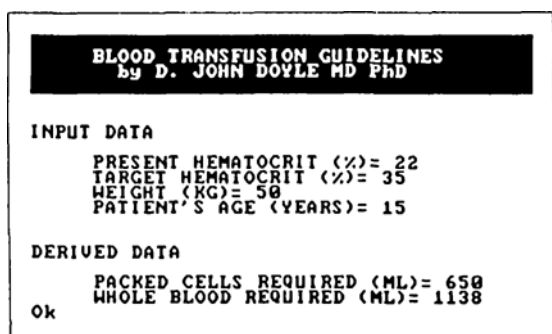 BLOOD TRANSFUSION GUIDELINES
by D. JOHN DOYLE MD PhD
INPUT DATA
PRESENT HEMATOCRIT (%)= 22
TARGET HEMATOCRIT (%)= 35
WEIGHT (KG)= 50
PATIENT'S AGE (YEARS)= 15
DERIVED DATA
PACKED CELLS REQUIRED (ML)= 650
WHOLE BLOOD REQUIRED (ML)= 1138
Ok